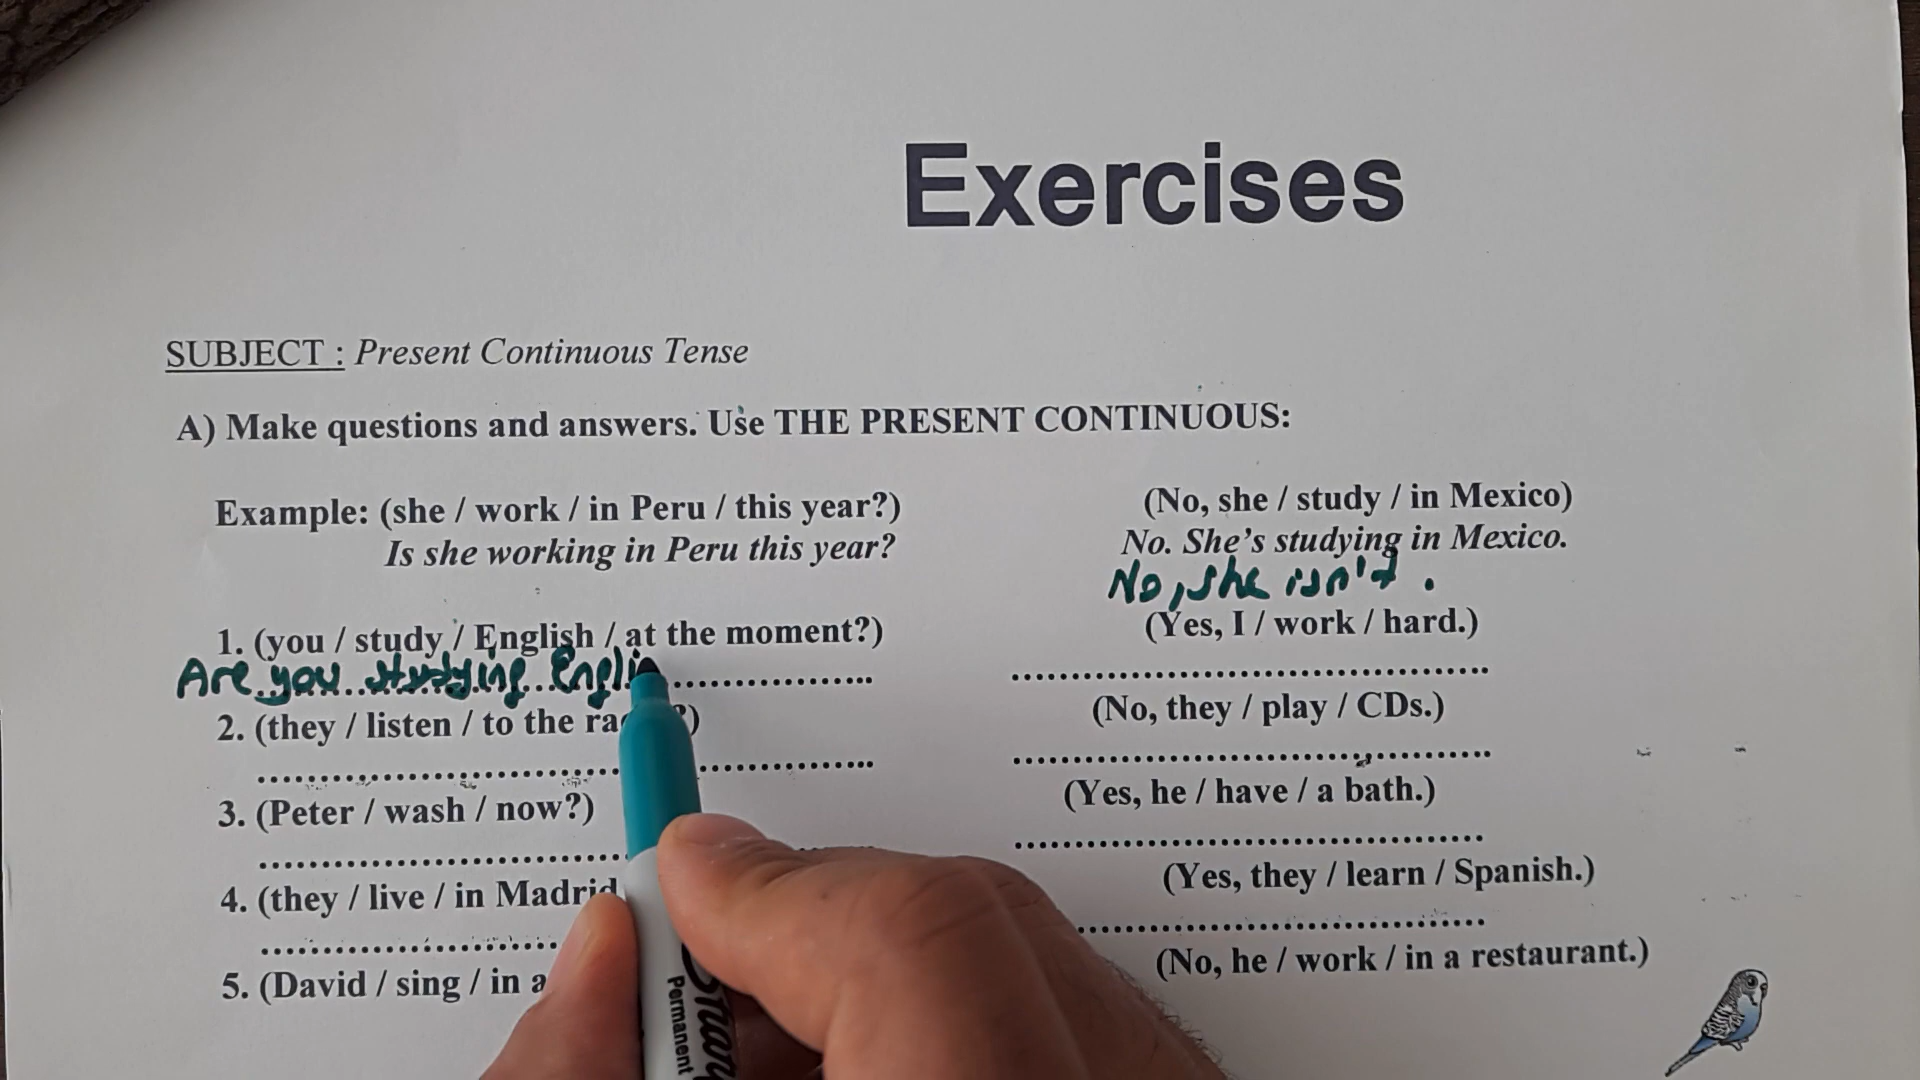 Exercises
SUBJECT : Present Continuous Tense
A) Make questions and answers. Use THE PRESENT CONTINUOUS:
Example: (she / work / in Peru / this year?) (No, she / study / in Mexico)
Is she working in Peru this year? No. She's studying in Mexico.
No, she isn't.
1. (you / study / English / at the moment?) (Yes, I / work / hard.)
Are you studying Engli
2. (they / listen / to the (No, they / play / CDs.)
3. (Peter / wash / now?) (Yes, he / have / a bath.)
4. (they / live / in Madrid (Yes, they / learn / Spanish.)
5. (David / sing / in a (No, he / work / in a restaurant.)
Permanent